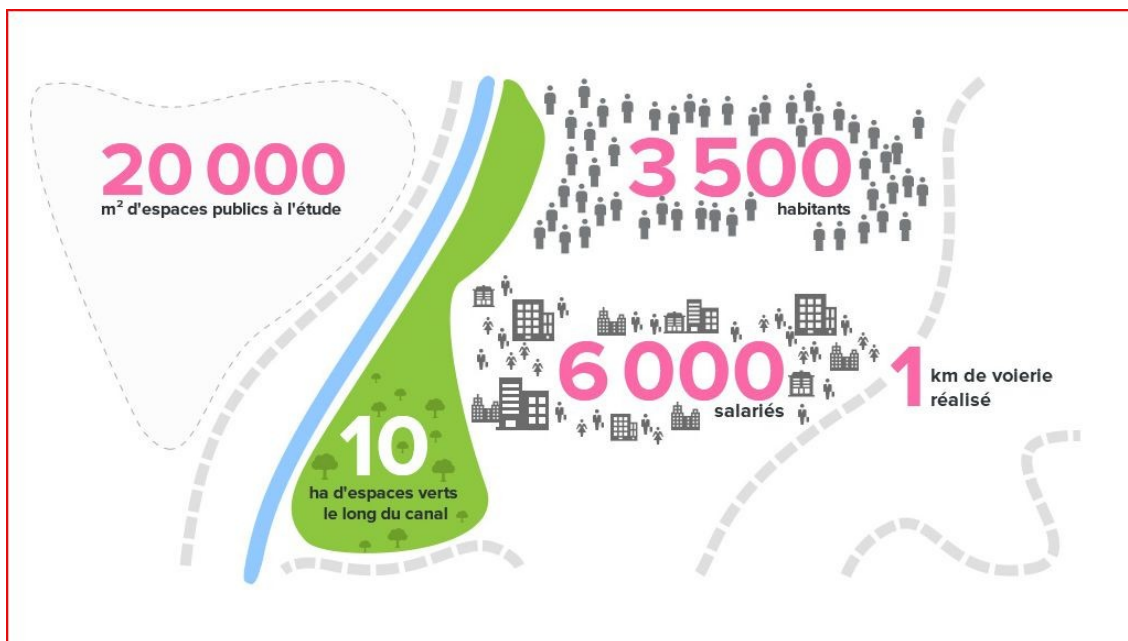 20 000
m² d'espaces publics à l'étude
3 500
habitants
6 000
salariés
1
km de voierie
réalisé
10
ha d'espaces verts
le long du canal